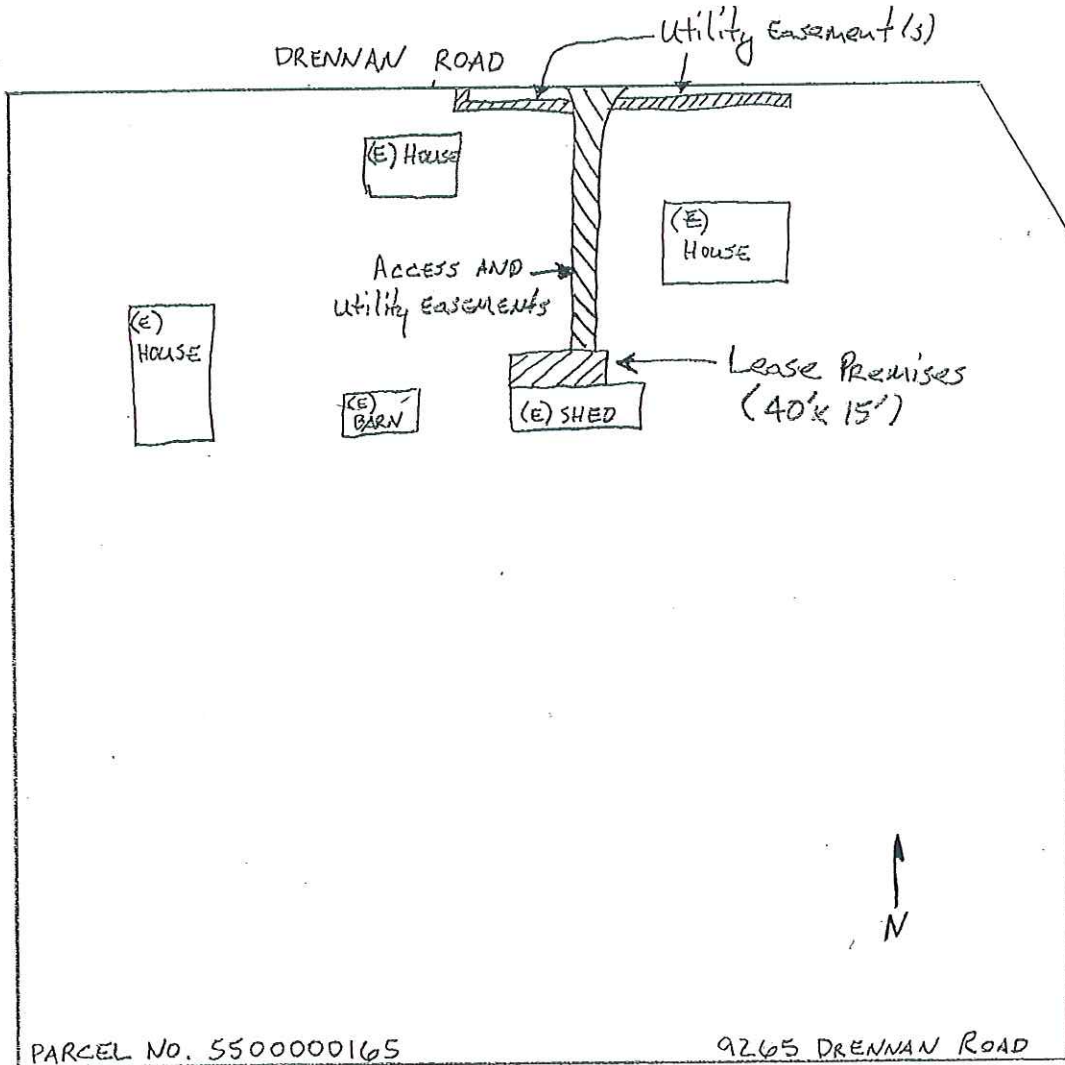 Utility Easement(s)
DRENNAN ROAD
(E) HOUSE
(E)
HOUSE
ACCESS AND
Utility EASEMENTS
(E)
HOUSE
Lease Premises
(40'x 15')
(E)
BARN
(E) SHED
N
PARCEL NO. 5500000165
9265 DRENNAN ROAD